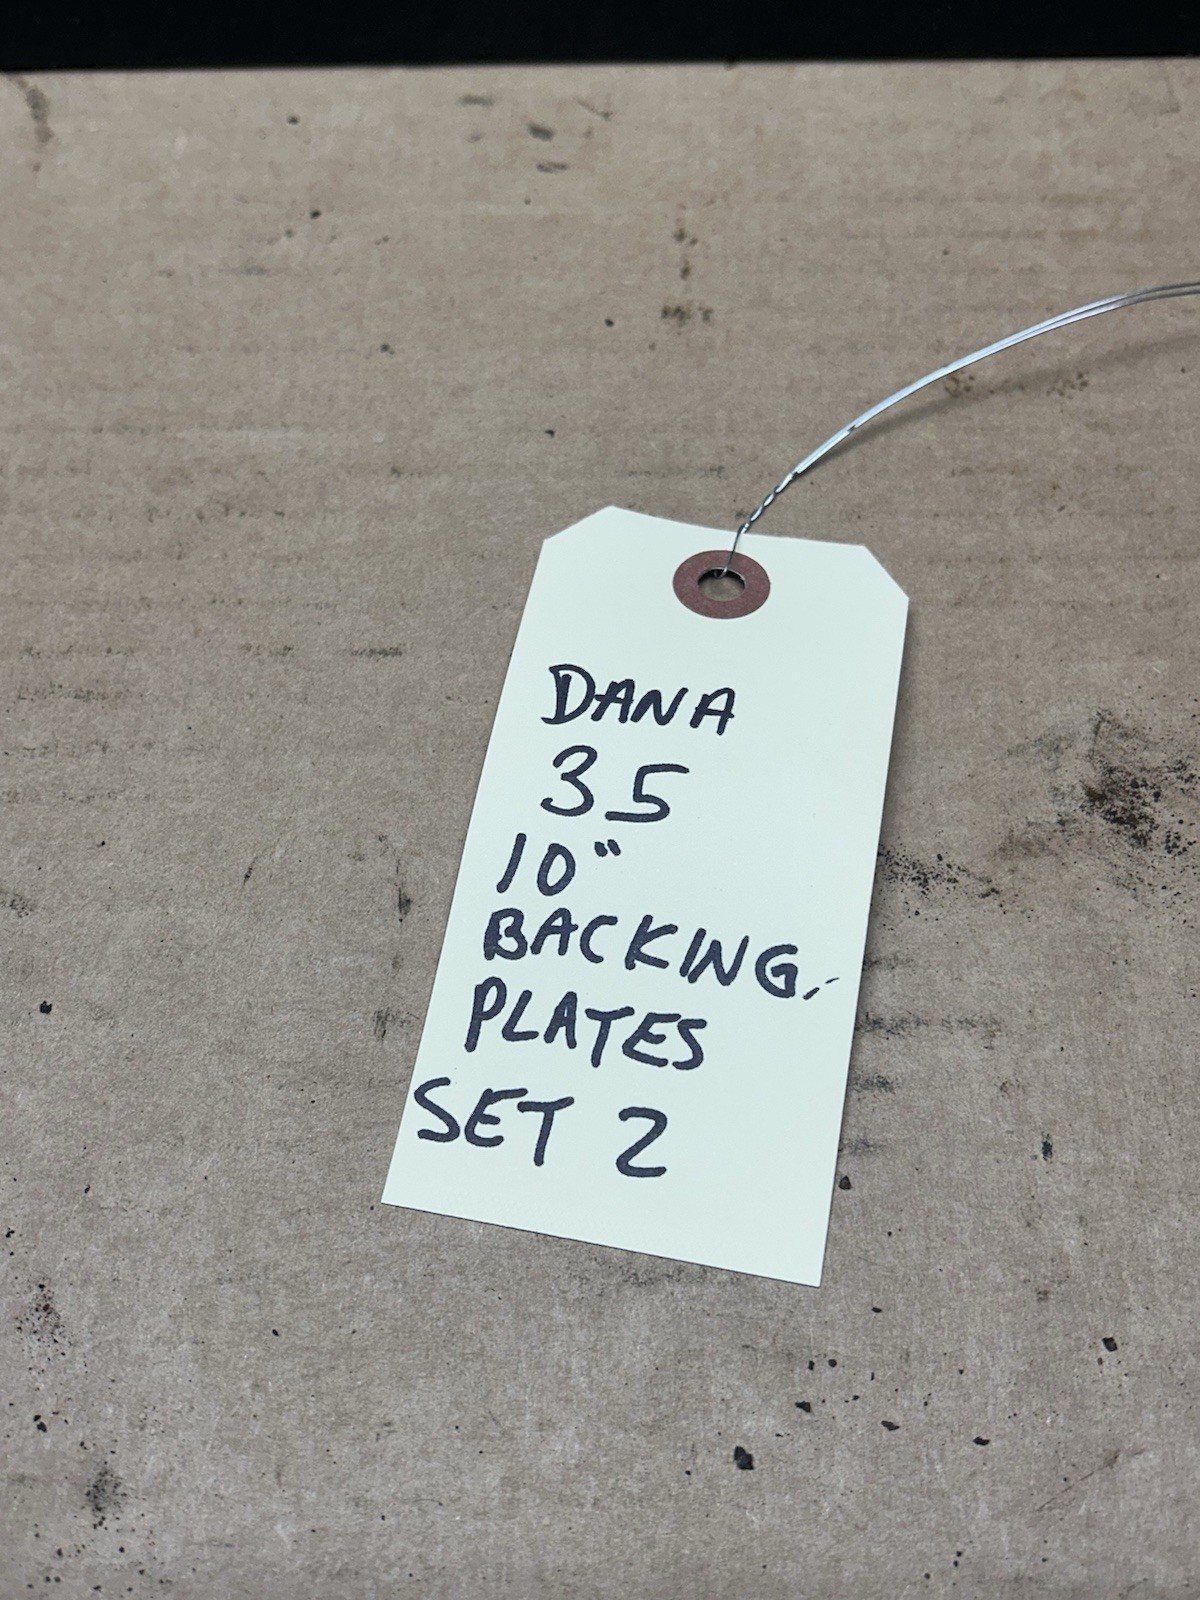 DANA
35
10"
BACKING
PLATES
SET 2